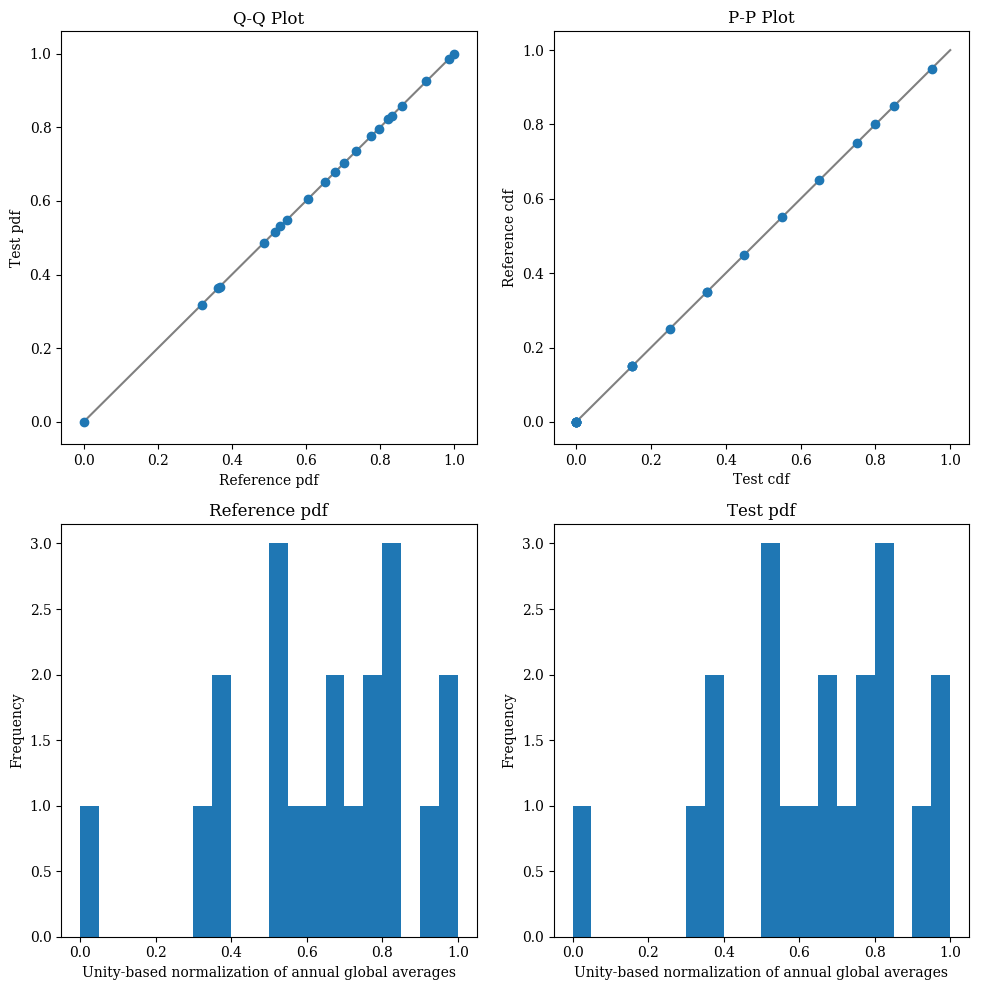 Q-Q Plot
1.0
0.8
0.6
0.4
0.2
0.0
Test pdf
0.0 0.2 0.4 0.6 0.8 1.0
Reference pdf
P-P Plot
1.0
0.8
0.6
0.4
0.2
0.0
Reference cdf
0.0 0.2 0.4 0.6 0.8 1.0
Test cdf
Reference pdf
3.0
2.5
2.0
1.5
1.0
0.5
0.0
Frequency
0.0 0.2 0.4 0.6 0.8 1.0
Unity-based normalization of annual global averages
Test pdf
3.0
2.5
2.0
1.5
1.0
0.5
0.0
Frequency
0.0 0.2 0.4 0.6 0.8 1.0
Unity-based normalization of annual global averages